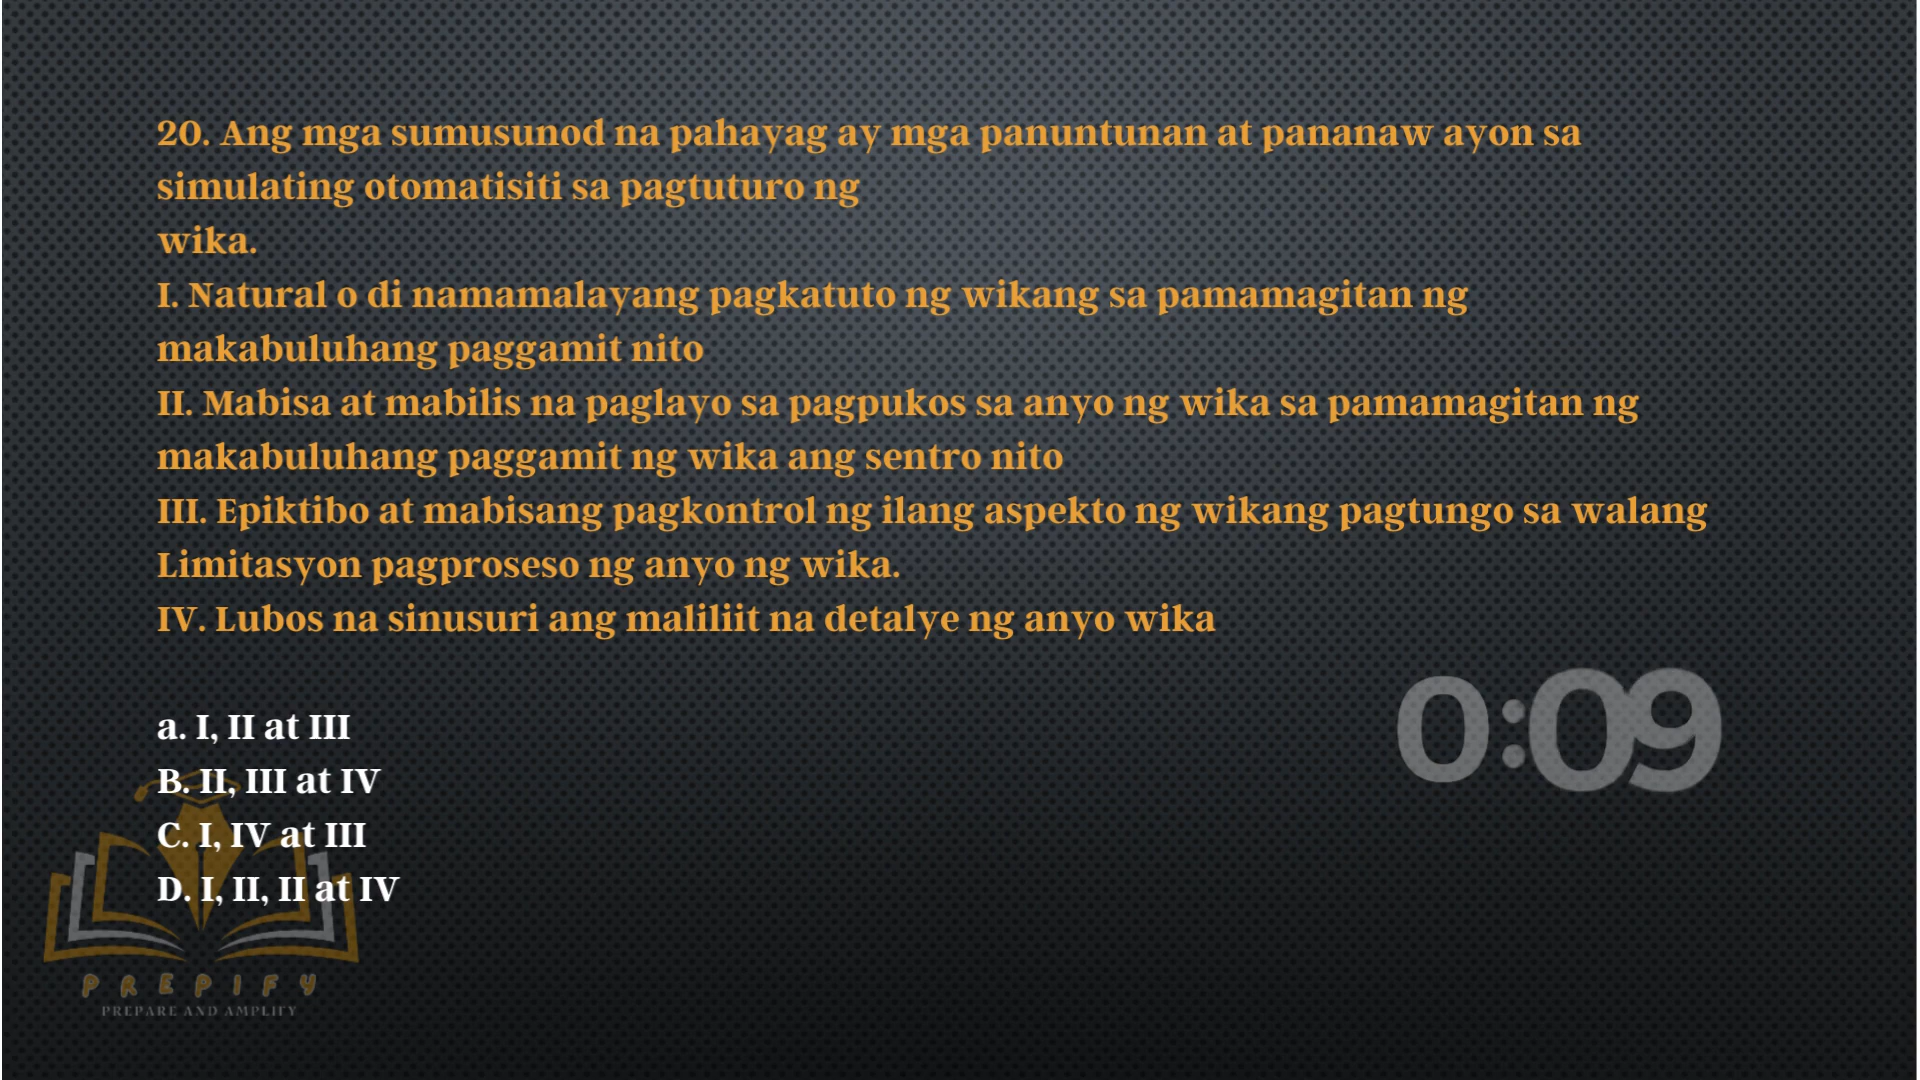 20. Ang mga sumusunod na pahayag ay mga panuntunan at pananaw ayon sa
simulating otomatisiti sa pagtuturo ng
wika.
I. Natural o di namamalayang pagkatuto ng wikang sa pamamagitan ng
makabuluhang paggamit nito
II. Mabisa at mabilis na paglayo sa pagpukos sa anyo ng wika sa pamamagitan ng
makabuluhang paggamit ng wika ang sentro nito
III. Epiktibo at mabisang pagkontrol ng ilang aspekto ng wikang pagtungo sa walang
Limitasyon pagproseso ng anyo ng wika.
IV. Lubos na sinusuri ang maliliit na detalye ng anyo wika
0:09
a. I, II at III
B. II, III at IV
C. I, IV at III
D. I, II, II at IV
PREPIFY
PREPARE AND AMPLIFY